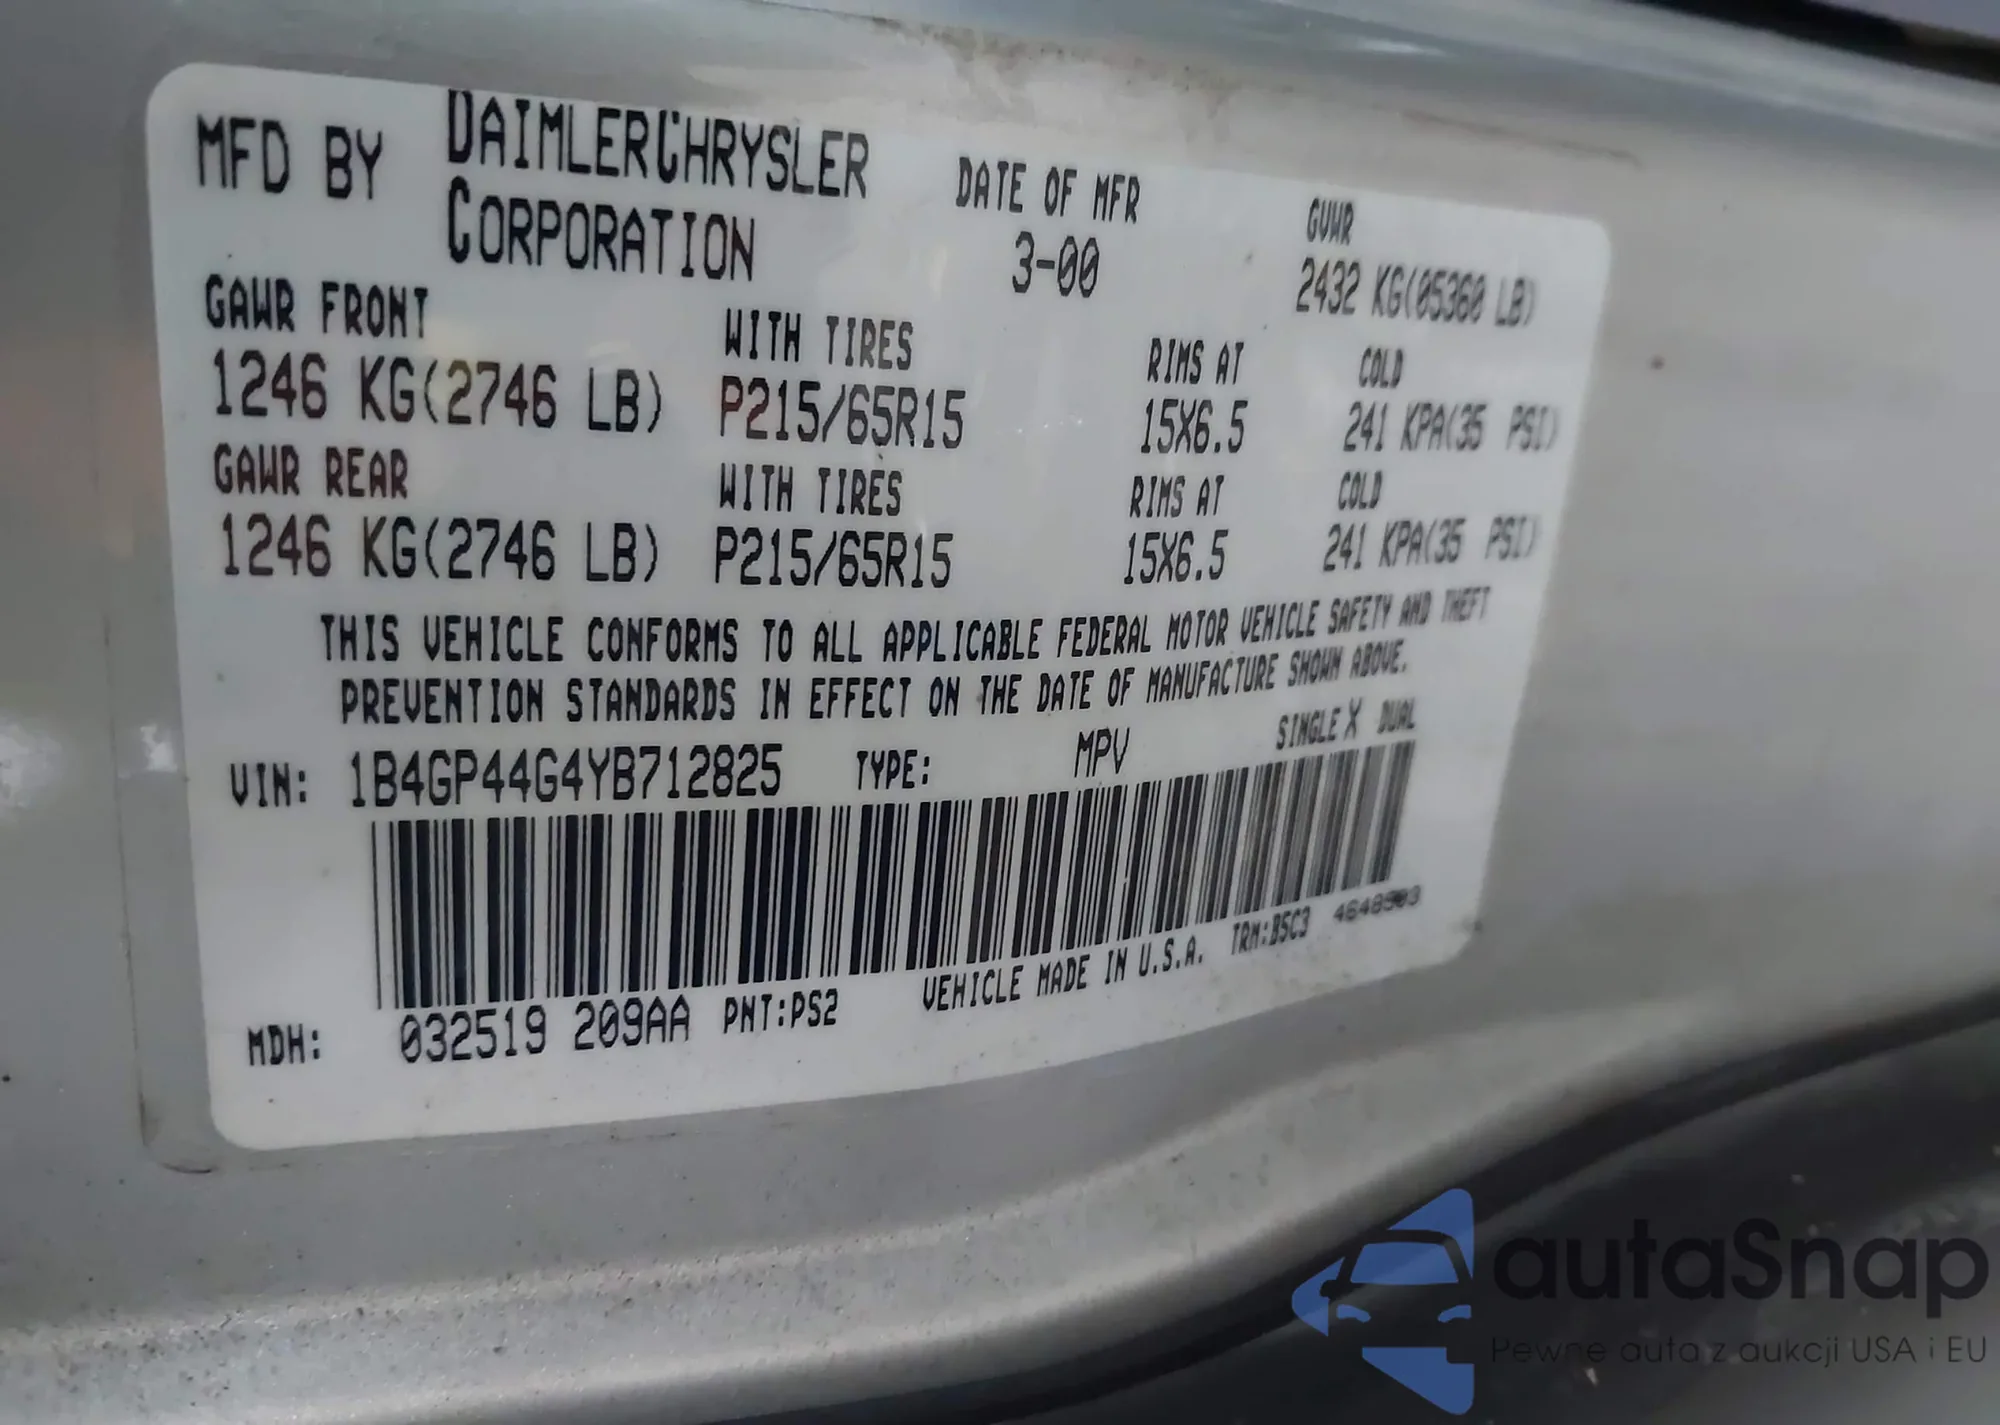 MFD BY DAIMLERCHRYSLER CORPORATION
DATE OF MFR
3-00
GVWR
2432 KG(05360 LB)
GAWR FRONT WITH TIRES RIMS AT COLD
1246 KG(2746 LB) P215/65R15 15X6.5 241 KPA(35 PSI)
GAWR REAR WITH TIRES RIMS AT COLD
1246 KG(2746 LB) P215/65R15 15X6.5 241 KPA(35 PSI)
THIS VEHICLE CONFORMS TO ALL APPLICABLE FEDERAL MOTOR VEHICLE SAFETY AND THEFT
PREVENTION STANDARDS IN EFFECT ON THE DATE OF MANUFACTURE SHOWN ABOVE.
VIN: 1B4GP44G4YB712825 TYPE: MPV SINGLE X DUAL
MDH: 032519 209AA PNT:PS2 VEHICLE MADE IN U.S.A. TRM:B5C3
autaSnap
Pewne auta z aukcji USA i EU